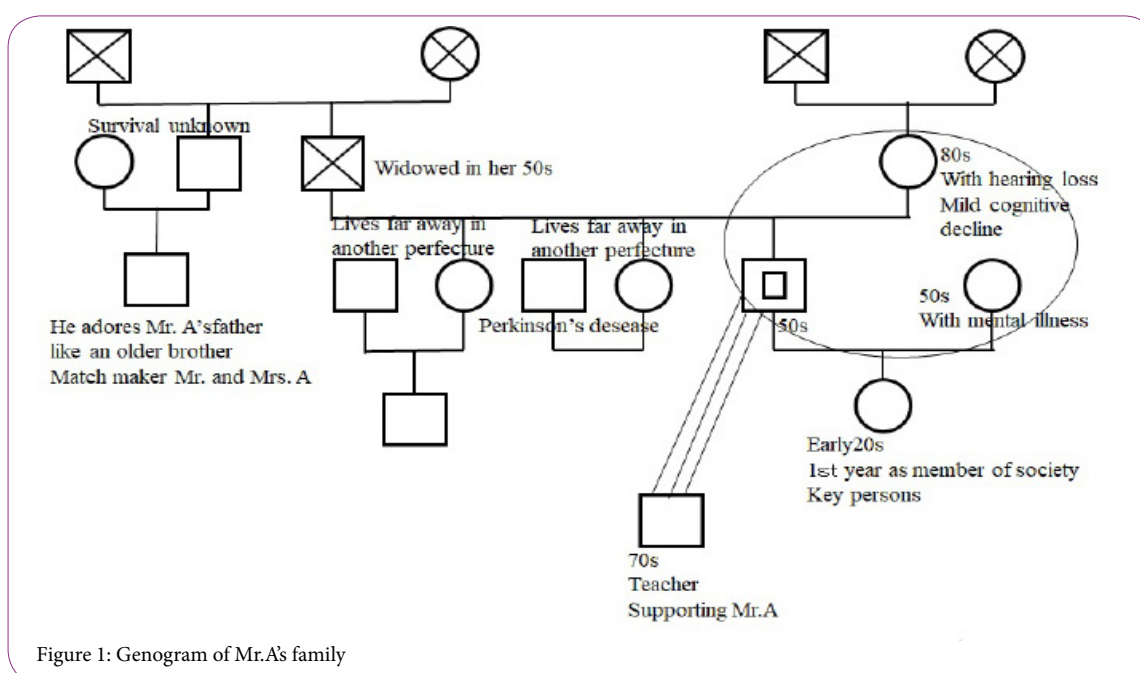 Survival unknown
Widowed in her 50s
80s
With hearing loss
Mild cognitive
decline
Lives far away in
another perfecture
Lives far away in
another perfecture
50s
With mental illness
He adores Mr. A'sfather
like an older brother
Match maker Mr. and Mrs. A
Perkinson's desease
50s
Early20s
1st year as member of society
Key persons
70s
Teacher
Supporting Mr.A
Figure 1: Genogram of Mr.A's family